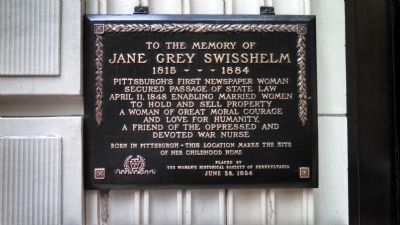 TO THE MEMORY OF
JANE GREY SWISSHELM
1815 - - - 1884
PITTSBURGH'S FIRST NEWSPAPER WOMAN
SECURED PASSAGE OF STATE LAW
APRIL 11, 1848 ENABLING MARRIED WOMEN
TO HOLD AND SELL PROPERTY
A WOMAN OF GREAT MORAL COURAGE
AND LOVE FOR HUMANITY,
A FRIEND OF THE OPPRESSED AND
DEVOTED WAR NURSE
BORN IN PITTSBURGH - THIS LOCATION MARKS THE SITE
OF HER CHILDHOOD HOME
PLACED BY
THE WOMEN'S HISTORICAL SOCIETY OF PENNSYLVANIA
JUNE 28, 1936